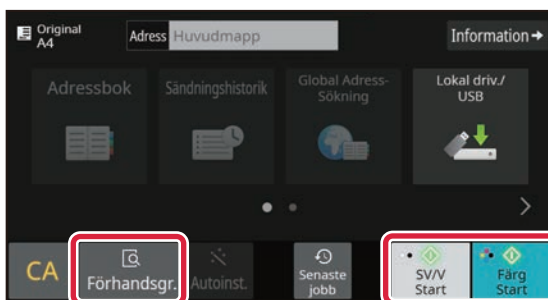 Original
A4
Adress Huvudmapp
Information
Adressbok
Sändningshistorik
Global Adress-
Sökning
Lokal driv./
USB
CA
Förhandsgr.
Autoinst.
Senaste
jobb
SV/V
Start
Färg
Start